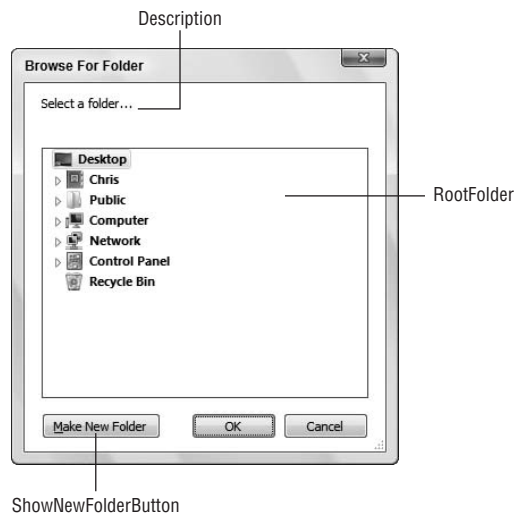 Description
Browse For Folder
Select a folder...
Desktop
Chris
Public
RootFolder
Computer
Network
Control Panel
Recycle Bin
Make New Folder
OK
Cancel
ShowNewFolderButton